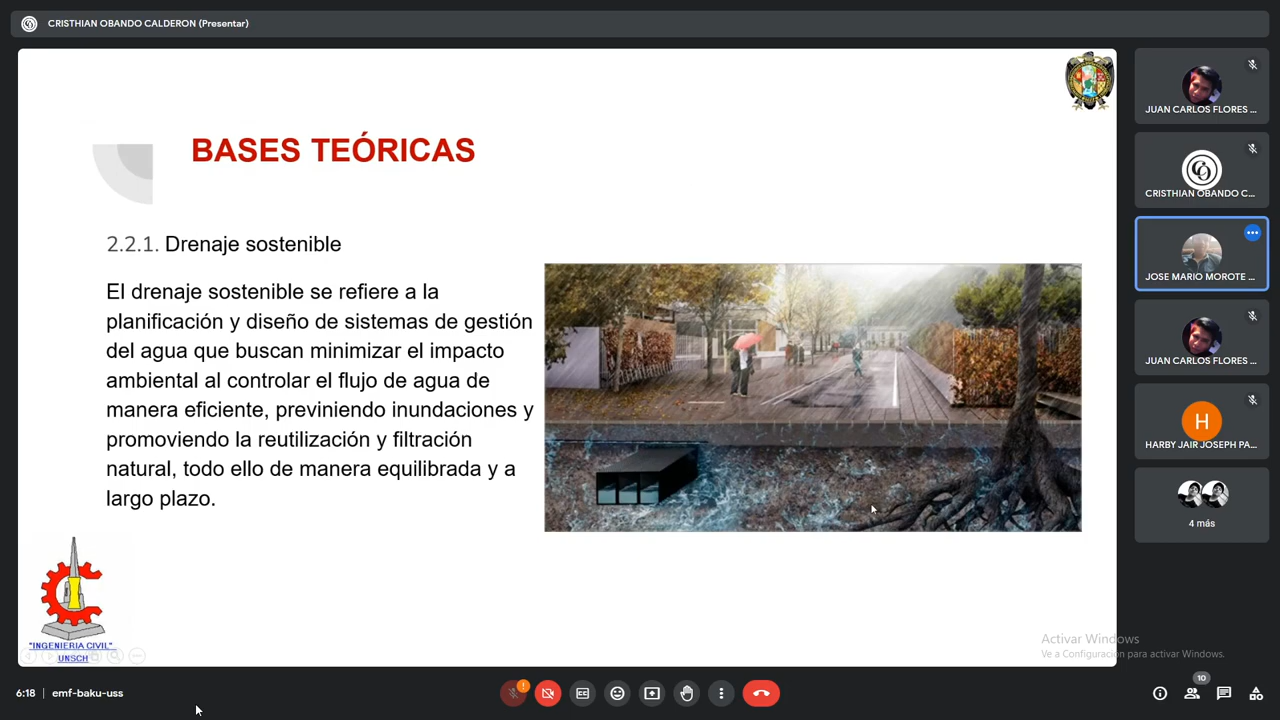 CRISTHIAN OBANDO CALDERON (Presentar)
BASES TEÓRICAS
2.2.1. Drenaje sostenible
El drenaje sostenible se refiere a la
planificación y diseño de sistemas de gestión
del agua que buscan minimizar el impacto
ambiental al controlar el flujo de agua de
manera eficiente, previniendo inundaciones y
promoviendo la reutilización y filtración
natural, todo ello de manera equilibrada y a
largo plazo.
"INGENIERIA CIVIL"
UNSCH
JUAN CARLOS FLORES ...
CRISTHIAN OBANDO C...
JOSE MARIO MOROTE ...
JUAN CARLOS FLORES ...
H
HARBY JAIR JOSEPH PA...
4 más
Activar Windows
Ve a Configuración para activar Windows.
6:18 | emf-baku-uss
10